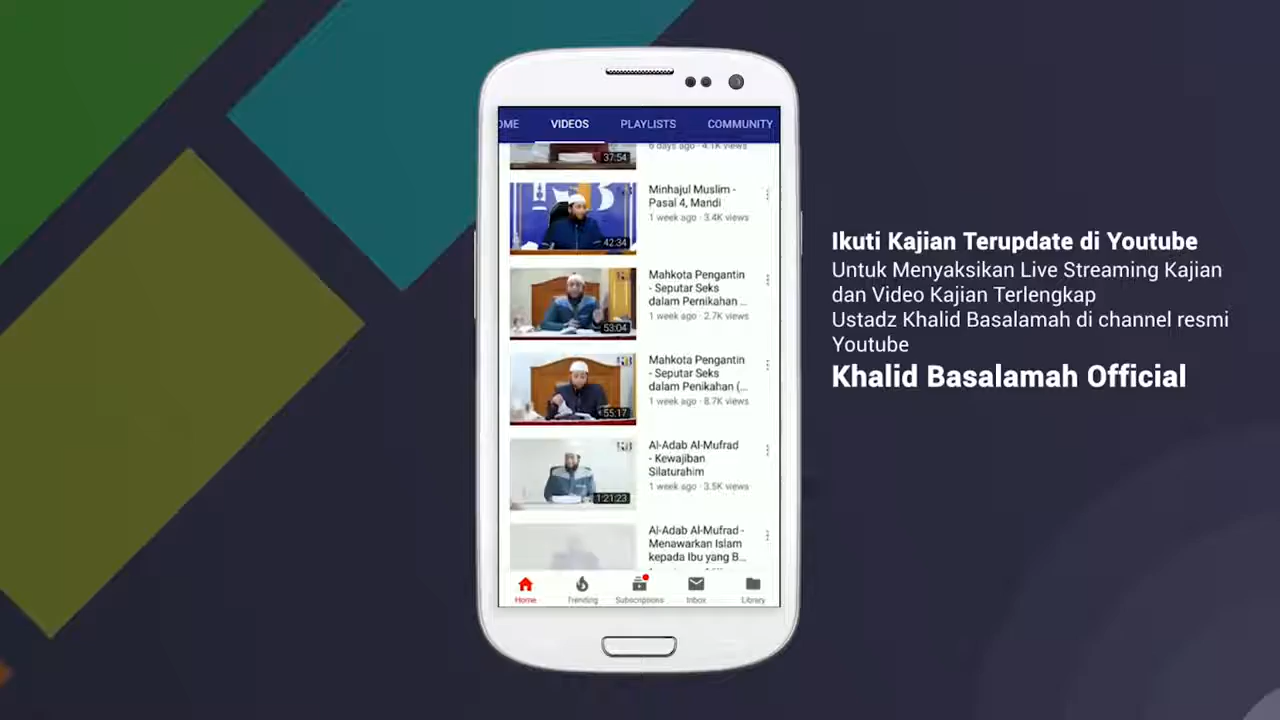 OME VIDEOS PLAYLISTS COMMUNITY
6 days ago · 4.1K views
37:54
Minhajul Muslim -
Pasal 4, Mandi
1 week ago · 3.4K views
42:34
Mahkota Pengantin
- Seputar Seks
dalam Pernikahan ...
1 week ago · 2.7K views
53:04
Mahkota Pengantin
- Seputar Seks
dalam Penikahan (...
1 week ago · 8.7K views
55:17
Al-Adab Al-Mufrad
- Kewajiban
Silaturahim
1 week ago · 3.5K views
1:21:23
Al-Adab Al-Mufrad -
Menawarkan Islam
kepada Ibu yang B...
Home Trending Subscriptions Inbox Library
Ikuti Kajian Terupdate di Youtube
Untuk Menyaksikan Live Streaming Kajian
dan Video Kajian Terlengkap
Ustadz Khalid Basalamah di channel resmi
Youtube
Khalid Basalamah Official